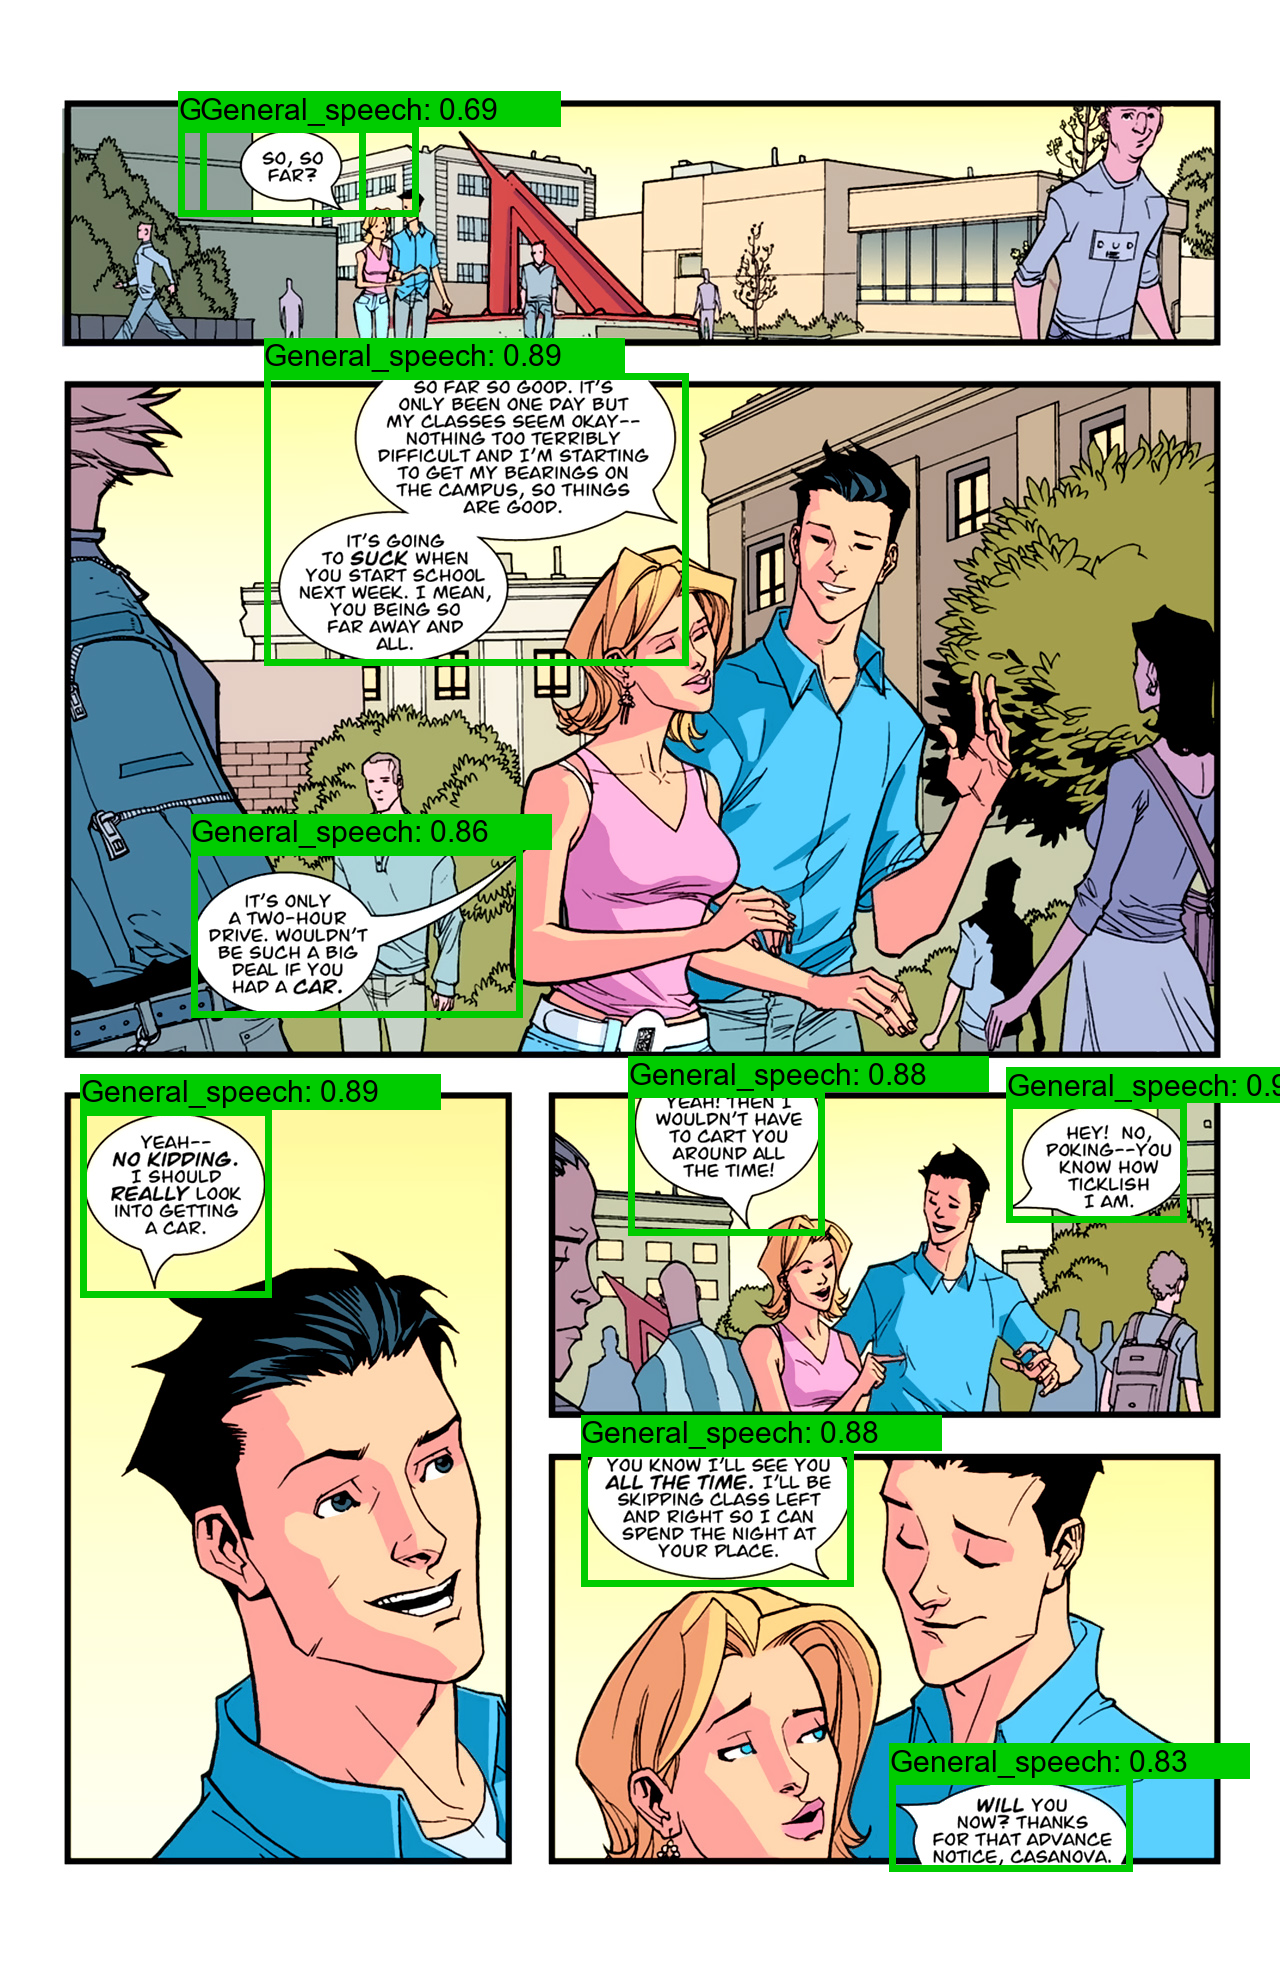 General_speech: 0.69
SO, SO
FAR?
DUD
General_speech: 0.89
SO FAR SO GOOD. IT'S
ONLY BEEN ONE DAY BUT
MY CLASSES SEEM OKAY--
NOTHING TOO TERRIBLY
DIFFICULT AND I'M STARTING
TO GET MY BEARINGS ON
THE CAMPUS, SO THINGS
ARE GOOD.
IT'S GOING
TO SUCK WHEN
YOU START SCHOOL
NEXT WEEK. I MEAN,
YOU BEING SO
FAR AWAY AND
ALL.
General_speech: 0.86
IT'S ONLY
A TWO-HOUR
DRIVE. WOULDN'T
BE SUCH A BIG
DEAL IF YOU
HAD A CAR.
General_speech: 0.89
YEAH--
NO KIDDING.
I SHOULD
REALLY LOOK
INTO GETTING
A CAR.
General_speech: 0.88
YEAH! THEN I
WOULDN'T HAVE
TO CART YOU
AROUND ALL
THE TIME!
General_speech: 0.9
HEY! NO,
POKING--YOU
KNOW HOW
TICKLISH
I AM.
General_speech: 0.88
YOU KNOW I'LL SEE YOU
ALL THE TIME. I'LL BE
SKIPPING CLASS LEFT
AND RIGHT SO I CAN
SPEND THE NIGHT AT
YOUR PLACE.
General_speech: 0.83
WILL YOU
NOW? THANKS
FOR THAT ADVANCE
NOTICE, CASANOVA.